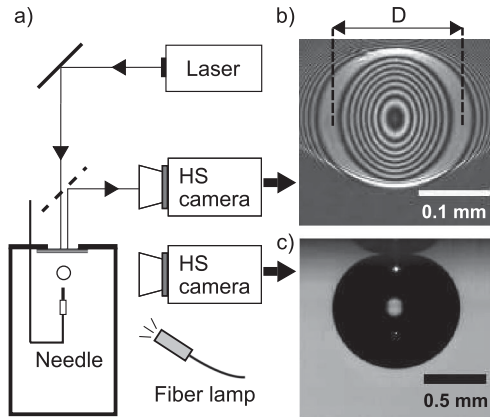 a)
Laser
HS
camera
HS
camera
Needle
Fiber lamp
b)
D
0.1 mm
c)
0.5 mm